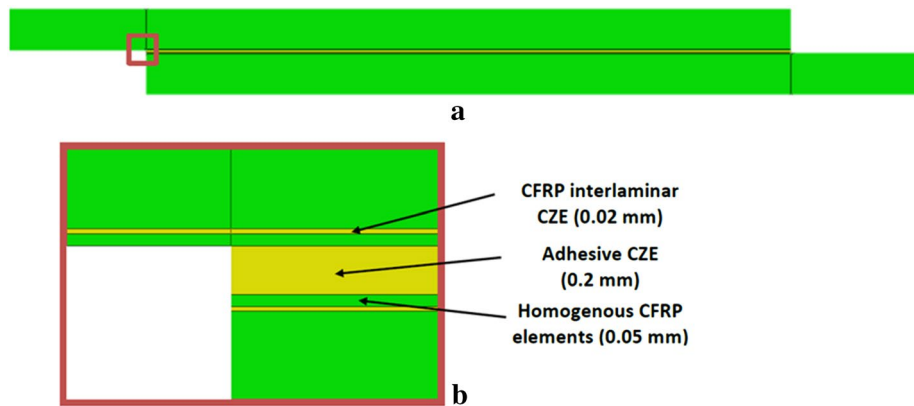 a
CFRP interlaminar
CZE (0.02 mm)
Adhesive CZE
(0.2 mm)
Homogenous CFRP
elements (0.05 mm)
b